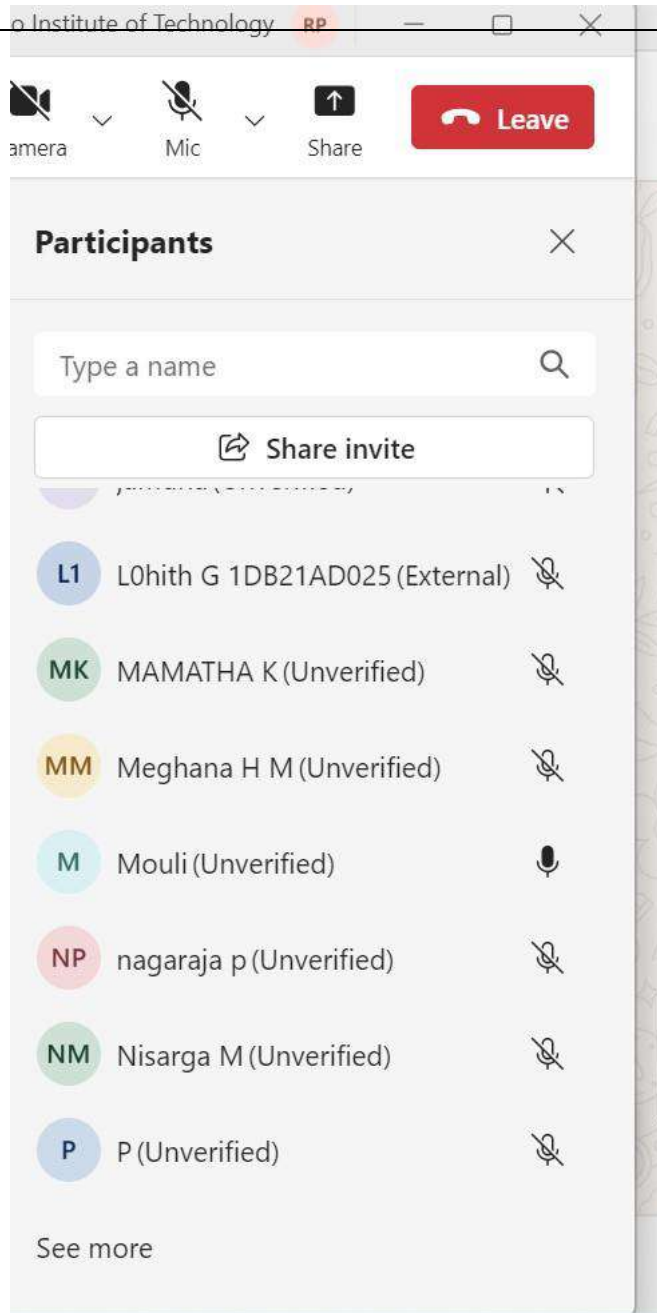 o Institute of Technology RP
amera Mic Share Leave
Participants
Type a name
Share invite
L1 L0hith G 1DB21AD025 (External)
MK MAMATHA K (Unverified)
MM Meghana H M (Unverified)
M Mouli (Unverified)
NP nagaraja p (Unverified)
NM Nisarga M (Unverified)
P P (Unverified)
See more